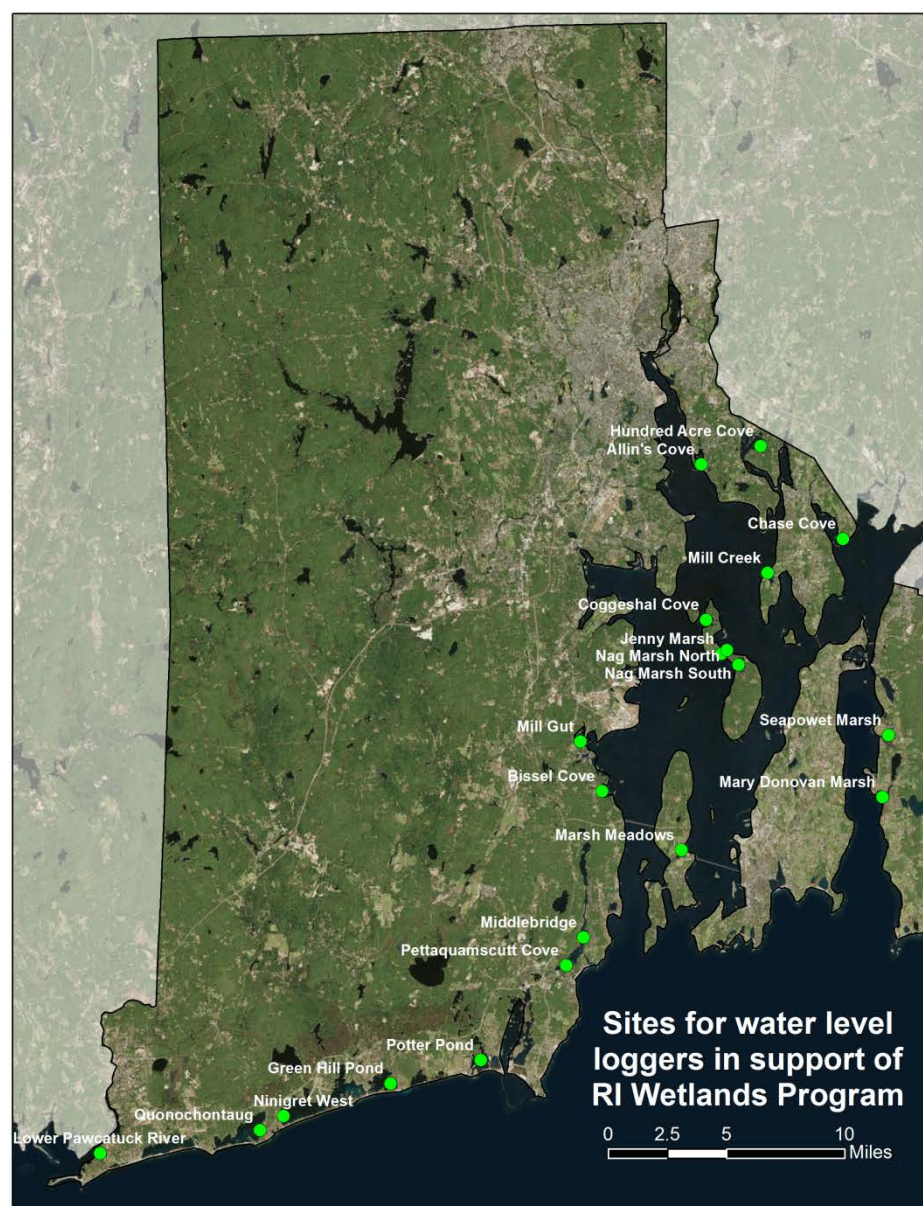 Hundred Acre Cove
Allin's Cove
Chase Cove
Mill Creek
Coggeshal Cove
Jenny Marsh
Nag Marsh North
Nag Marsh South
Seapowet Marsh
Mill Gut
Bissel Cove
Mary Donovan Marsh
Marsh Meadows
Middlebridge
Pettaquamscutt Cove
Potter Pond
Green Hill Pond
Ninigret West
Quonochontaug
Lower Pawcatuck River
Sites for water level
loggers in support of
RI Wetlands Program
0 2.5 5 10
Miles